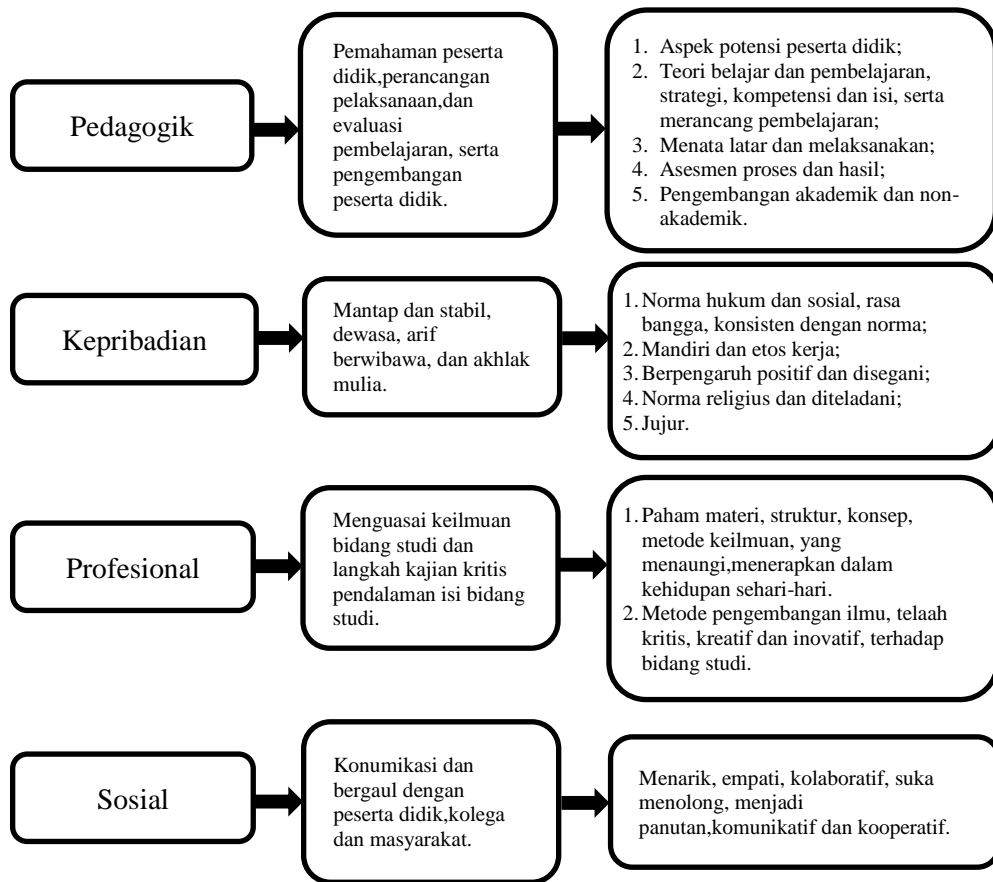 Pedagogik
Pemahaman peserta
didik,perancangan
pelaksanaan,dan
evaluasi
pembelajaran, serta
pengembangan
peserta didik.
1. Aspek potensi peserta didik;
2. Teori belajar dan pembelajaran,
strategi, kompetensi dan isi, serta
merancang pembelajaran;
3. Menata latar dan melaksanakan;
4. Asesmen proses dan hasil;
5. Pengembangan akademik dan non-
akademik.
Kepribadian
Mantap dan stabil,
dewasa, arif
berwibawa, dan akhlak
mulia.
1. Norma hukum dan sosial, rasa
bangga, konsisten dengan norma;
2. Mandiri dan etos kerja;
3. Berpengaruh positif dan disegani;
4. Norma religius dan diteladani;
5. Jujur.
Profesional
Menguasai keilmuan
bidang studi dan
langkah kajian kritis
pendalaman isi bidang
studi.
1. Paham materi, struktur, konsep,
metode keilmuan, yang
menaungi,menerapkan dalam
kehidupan sehari-hari.
2. Metode pengembangan ilmu, telaah
kritis, kreatif dan inovatif, terhadap
bidang studi.
Sosial
Konumikasi dan
bergaul dengan
peserta didik,kolega
dan masyarakat.
Menarik, empati, kolaboratif, suka
menolong, menjadi
panutan,komunikatif dan kooperatif.